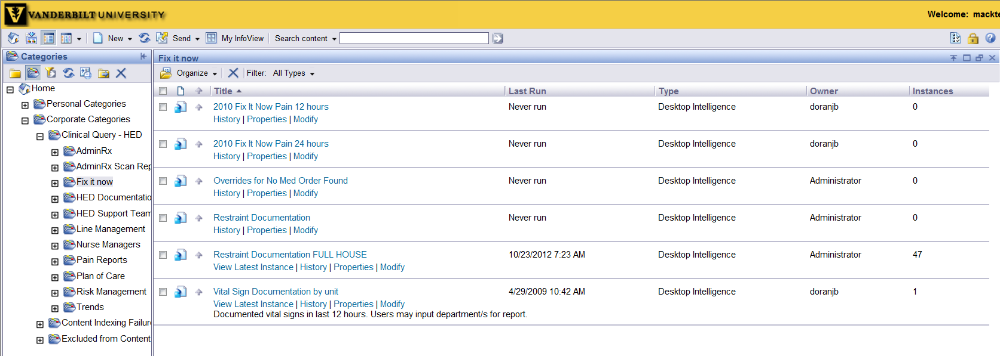 VANDERBILT UNIVERSITY
Welcome: mackte
New Send My InfoView Search content
Categories
Fix it now
Organize Filter: All Types
Home
Personal Categories
Corporate Categories
Clinical Query - HED
AdminRx
AdminRx Scan Rep
Fix it now
HED Documentatio
HED Support Team
Line Management
Nurse Managers
Pain Reports
Plan of Care
Risk Management
Trends
Content Indexing Failure
Excluded from Content
Title Last Run Type Owner Instances
2010 Fix It Now Pain 12 hours Never run Desktop Intelligence doranjb 0
History | Properties | Modify
2010 Fix It Now Pain 24 hours Never run Desktop Intelligence doranjb 0
History | Properties | Modify
Overrides for No Med Order Found Never run Desktop Intelligence Administrator 0
History | Properties | Modify
Restraint Documentation Never run Desktop Intelligence Administrator 0
History | Properties | Modify
Restraint Documentation FULL HOUSE 10/23/2012 7:23 AM Desktop Intelligence Administrator 47
View Latest Instance | History | Properties | Modify
Vital Sign Documentation by unit 4/29/2009 10:42 AM Desktop Intelligence doranjb 1
View Latest Instance | History | Properties | Modify
Documented vital signs in last 12 hours. Users may input department/s for report.